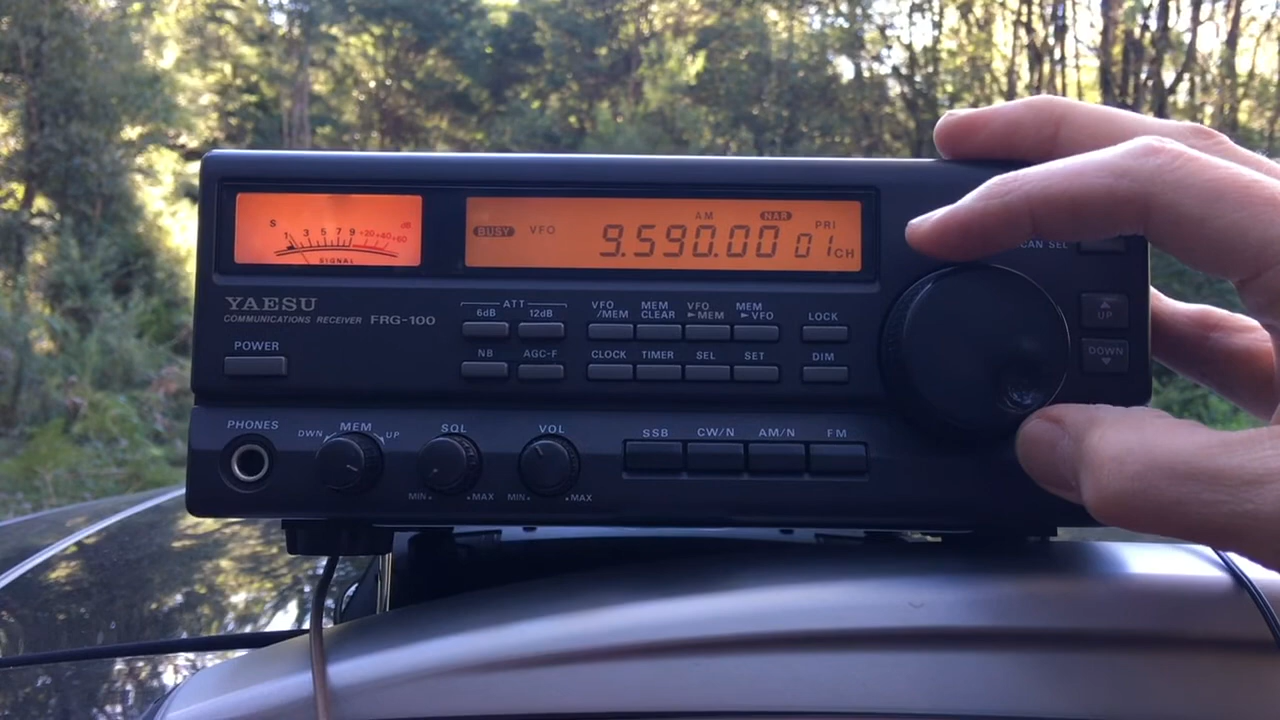 S 1 3 5 7 9 +20 +40 +60 dB
SIGNAL
AM NAR
BUSY VFO 9.590.00 PRI
01 CH
CAN SEL
YAESU
COMMUNICATIONS RECEIVER FRG-100
POWER
ATT
6dB 12dB
NB AGC-F
VFO /MEM MEM CLEAR VFO ►MEM MEM ►VFO LOCK
CLOCK TIMER SEL SET DIM
UP
DOWN
PHONES
DWN MEM UP
SQL
MIN MAX
VOL
MIN MAX
SSB CW/N AM/N FM